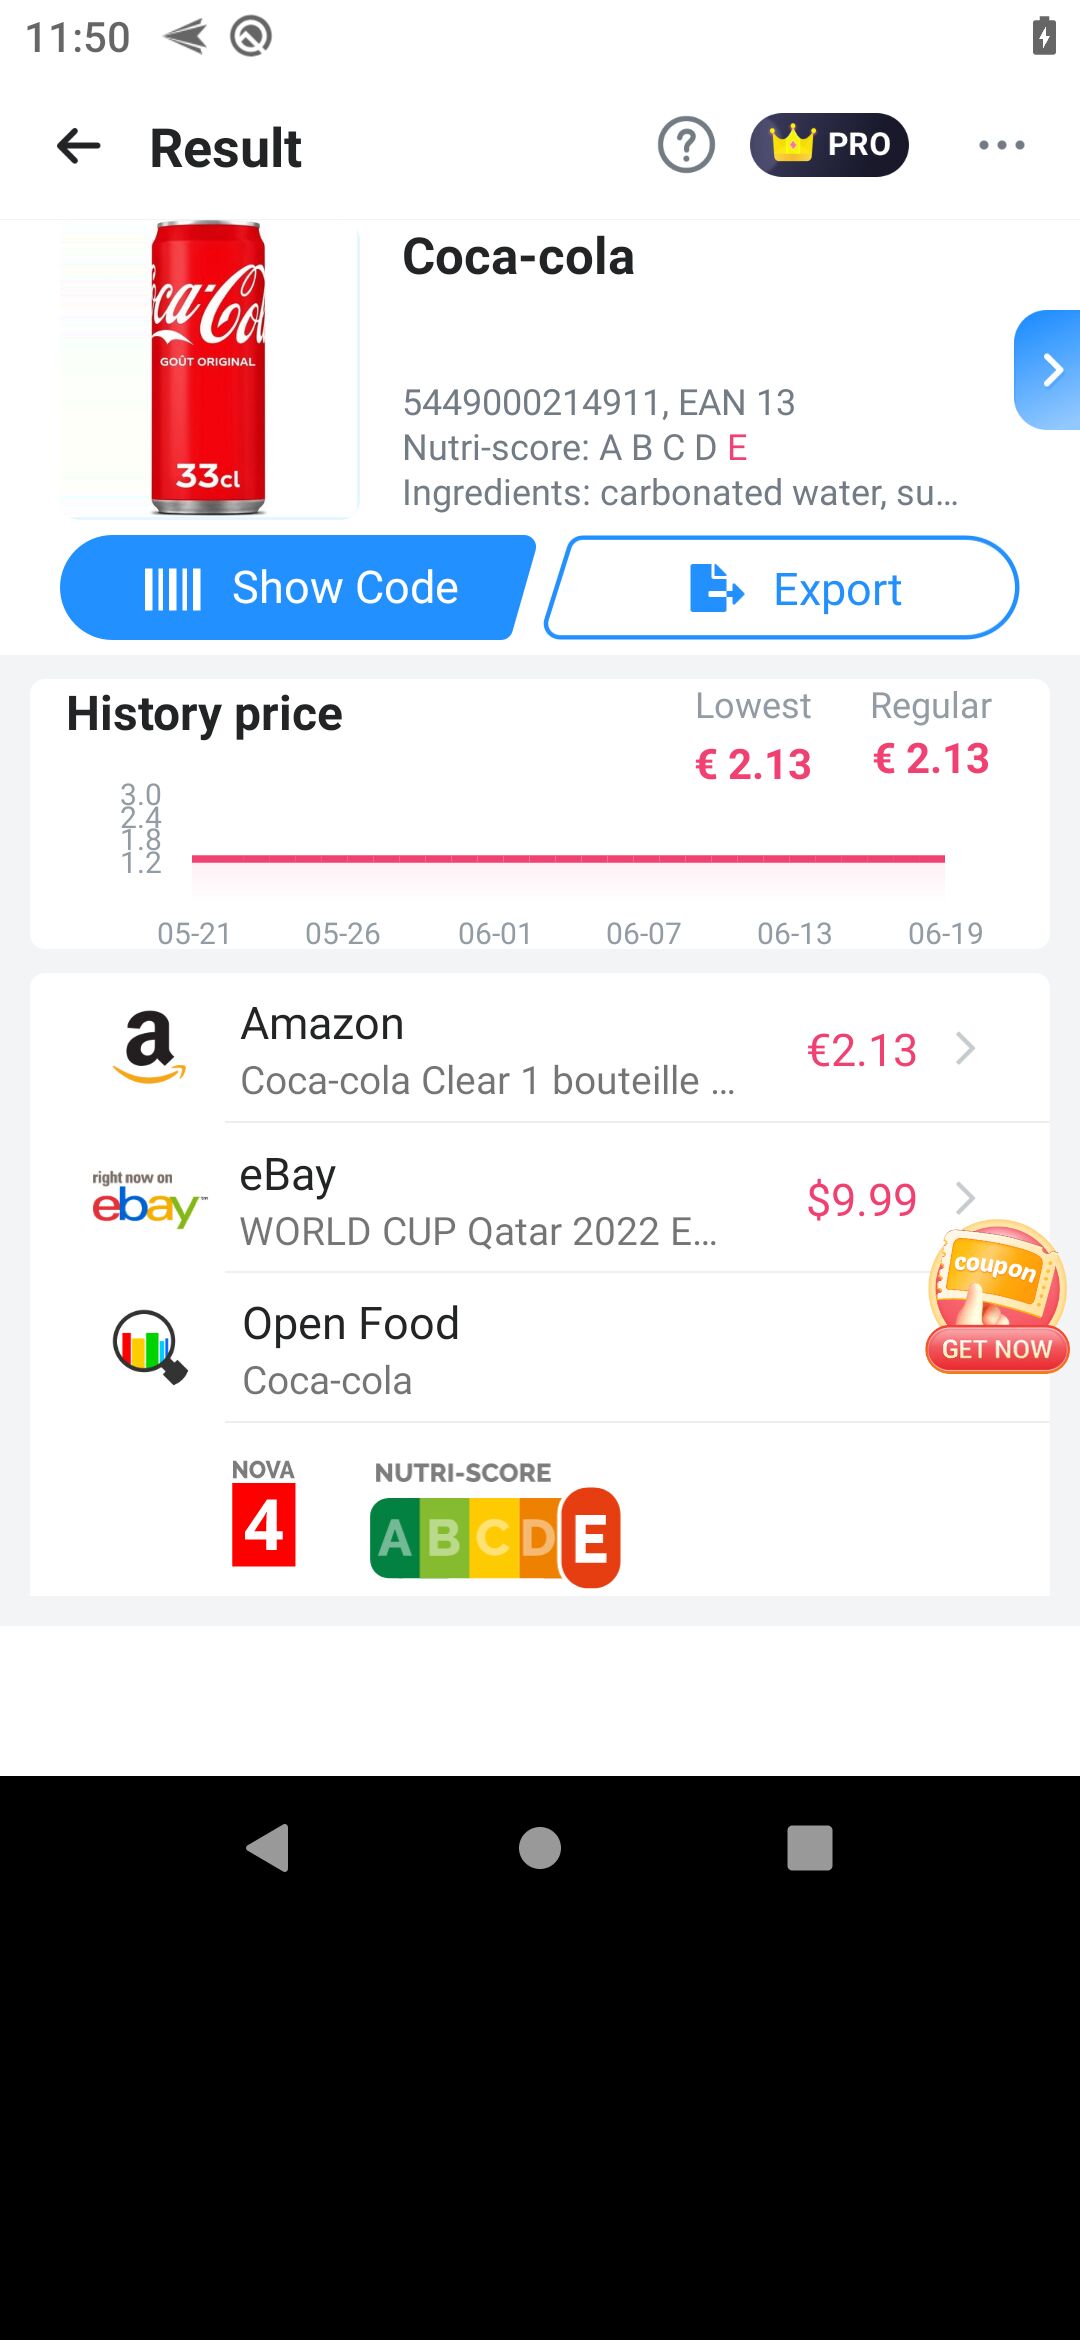 11:50
Result
PRO
Coca-cola
Coca-Cola
GOÛT ORIGINAL
33cl
5449000214911, EAN 13
Nutri-score: A B C D E
Ingredients: carbonated water, su...
Show Code
Export
History price
Lowest
Regular
€ 2.13
€ 2.13
3.0
2.4
1.8
1.2
05-21
05-26
06-01
06-07
06-13
06-19
a
Amazon
€2.13
Coca-cola Clear 1 bouteille ...
right now on
ebay™
eBay
$9.99
WORLD CUP Qatar 2022 E...
coupon
GET NOW
Open Food
Coca-cola
NOVA
4
NUTRI-SCORE
A B C D E